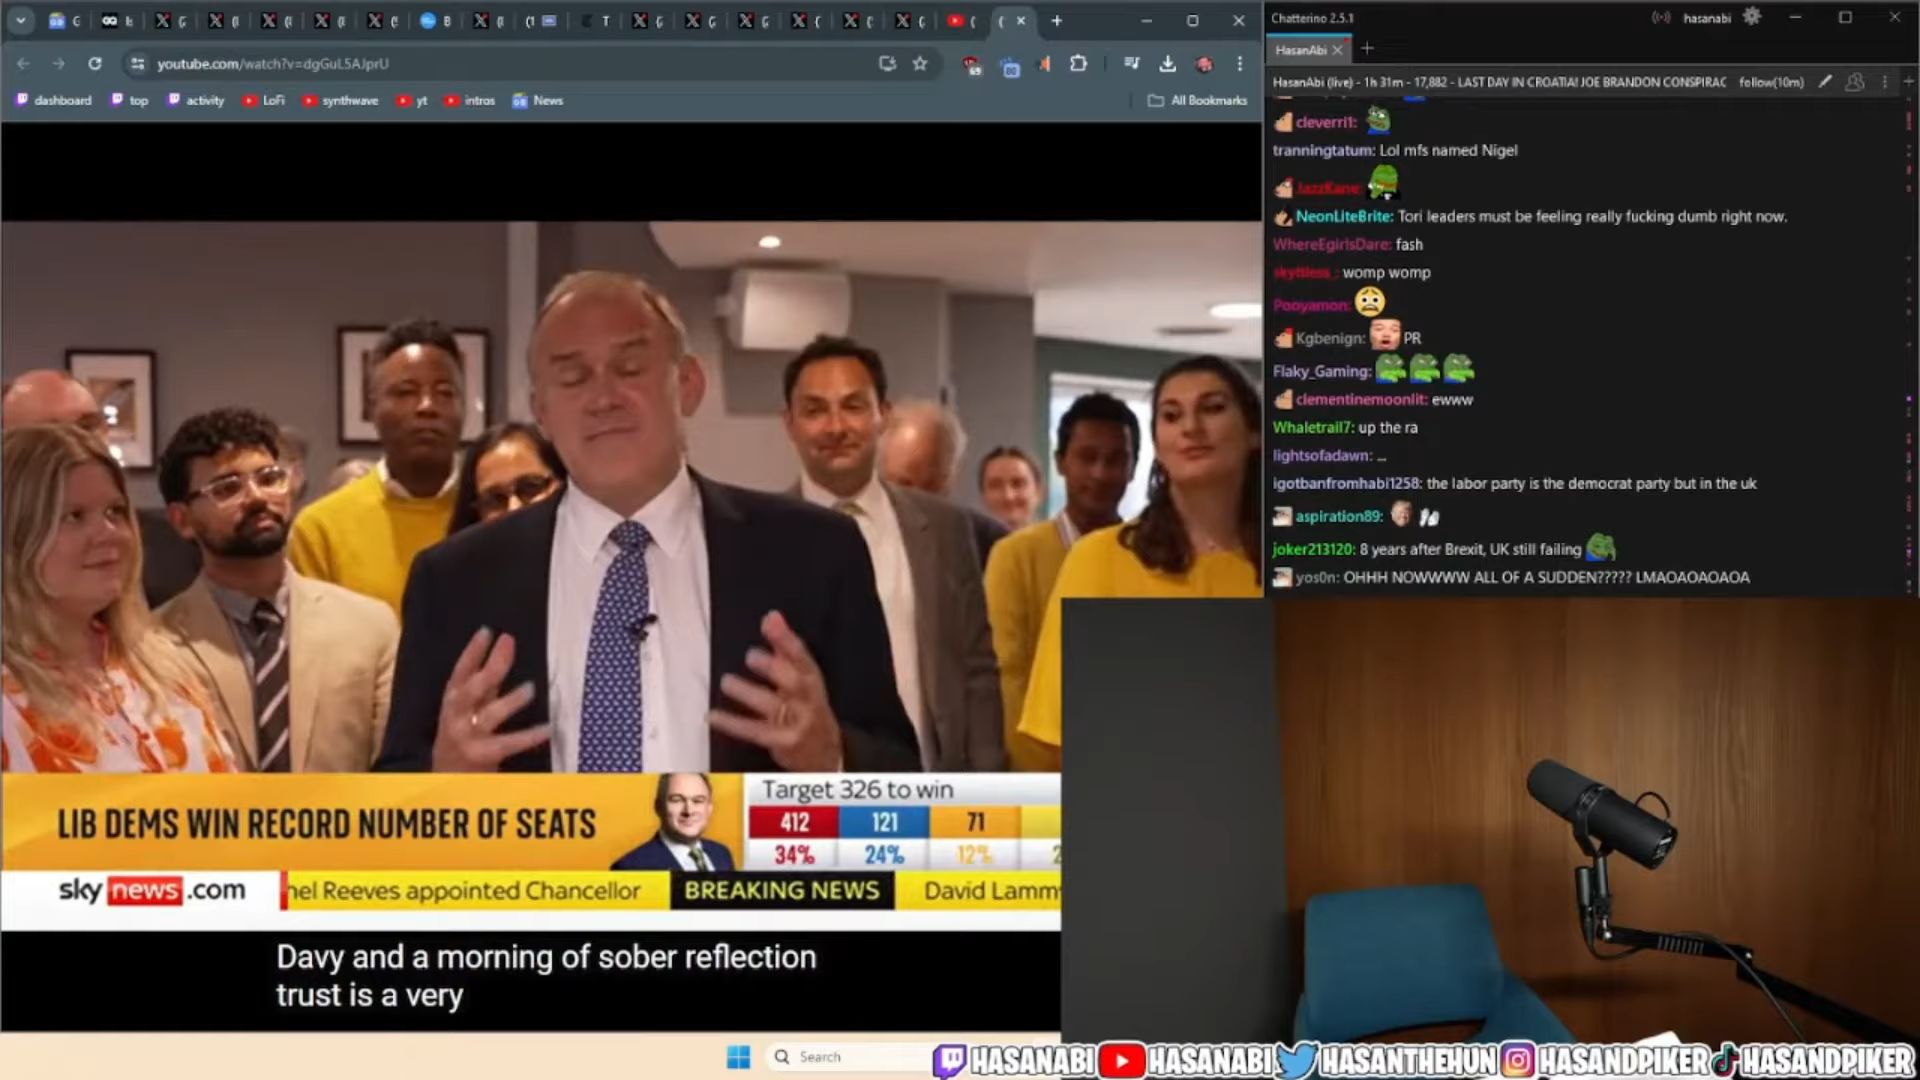 youtube.com/watch?v=dgGuL5AJprU
dashboard top activity LoFi synthwave yt intros News All Bookmarks
LIB DEMS WIN RECORD NUMBER OF SEATS
Target 326 to win
412 121 71
34% 24% 12%
sky news.com
nel Reeves appointed Chancellor BREAKING NEWS David Lammy
Davy and a morning of sober reflection
trust is a very
Search
Chatterino 2.5.1 hasanabi
HasanAbi
HasanAbi (live) - 1h 31m - 17,882 - LAST DAY IN CROATIA! JOE BRANDON CONSPIRAC follow(10m)
cleverri1:
tranningtatum: Lol mfs named Nigel
JazzKane:
NeonLiteBrite: Tori leaders must be feeling really fucking dumb right now.
WhereEgirlsDare: fash
skyttless_: womp womp
Pooyamon:
Kgbenign: PR
Flaky_Gaming:
clementinemoonlit: ewww
Whaletrail7: up the ra
lightsofadawn: ...
igotbanfromhabi1258: the labor party is the democrat party but in the uk
aspiration89:
joker213120: 8 years after Brexit, UK still failing
yos0n: OHHH NOWWWW ALL OF A SUDDEN????? LMAOAOAOAOA
HASANABI HASANABI HASANTHEHUN HASANDPIKER HASANDPIKER